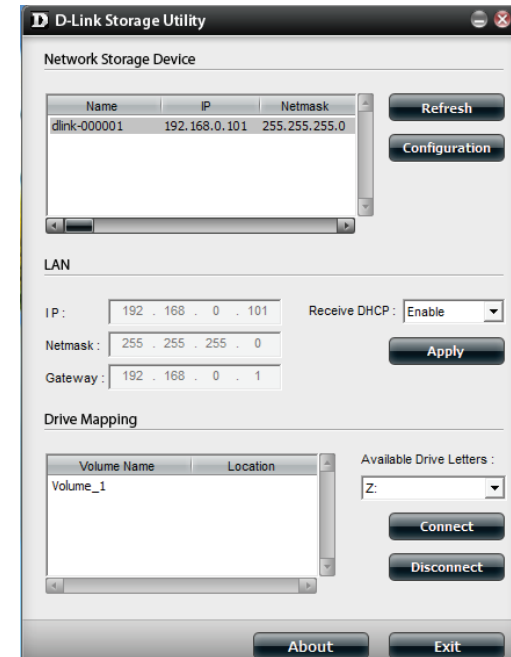 D D-Link Storage Utility
Network Storage Device
Name IP Netmask
dlink-000001 192.168.0.101 255.255.255.0
Refresh
Configuration
LAN
IP: 192 . 168 . 0 . 101 Receive DHCP : Enable
Netmask : 255 . 255 . 255 . 0 Apply
Gateway : 192 . 168 . 0 . 1
Drive Mapping
Volume Name Location
Volume_1
Available Drive Letters :
Z:
Connect
Disconnect
About Exit